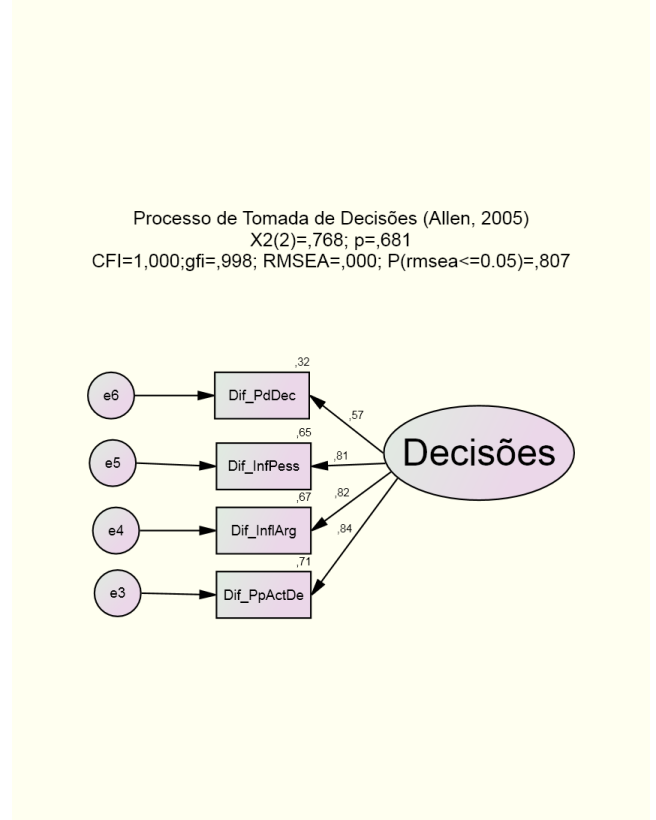 Processo de Tomada de Decisões (Allen, 2005)
X2(2)=,768; p=,681
CFI=1,000;gfi=,998; RMSEA=,000; P(rmsea<=0.05)=,807
,32
e6
Dif_PdDec
,57
,65
e5
Dif_InfPess
,81
Decisões
,67
e4
Dif_InflArg
,82
,84
,71
e3
Dif_PpActDe